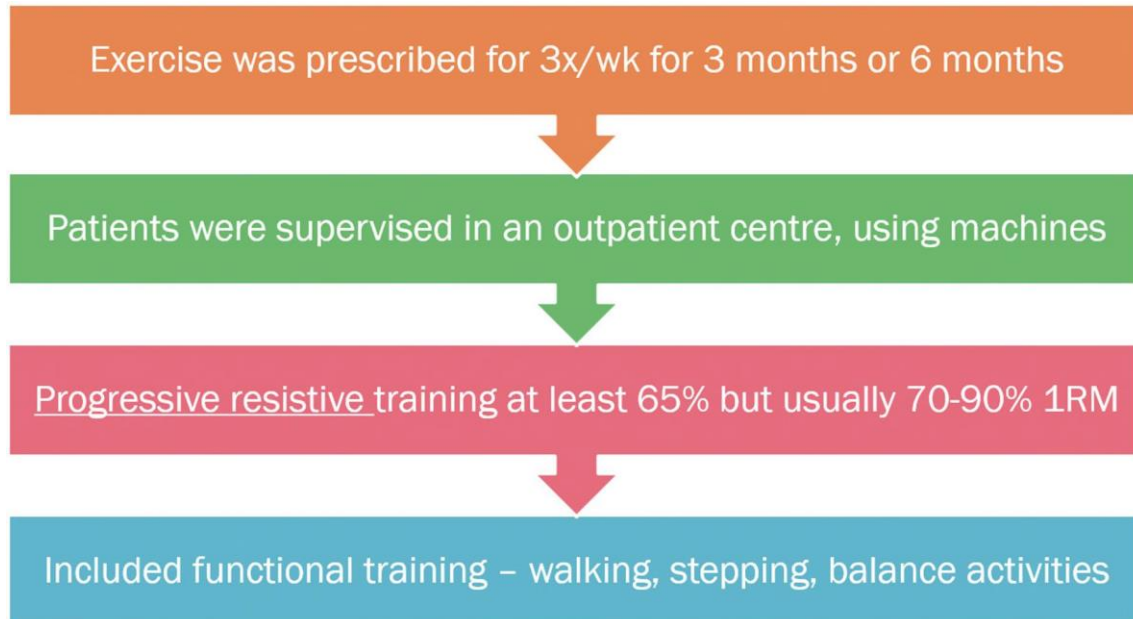 Exercise was prescribed for 3x/wk for 3 months or 6 months
Patients were supervised in an outpatient centre, using machines
Progressive resistive training at least 65% but usually 70-90% 1RM
Included functional training – walking, stepping, balance activities